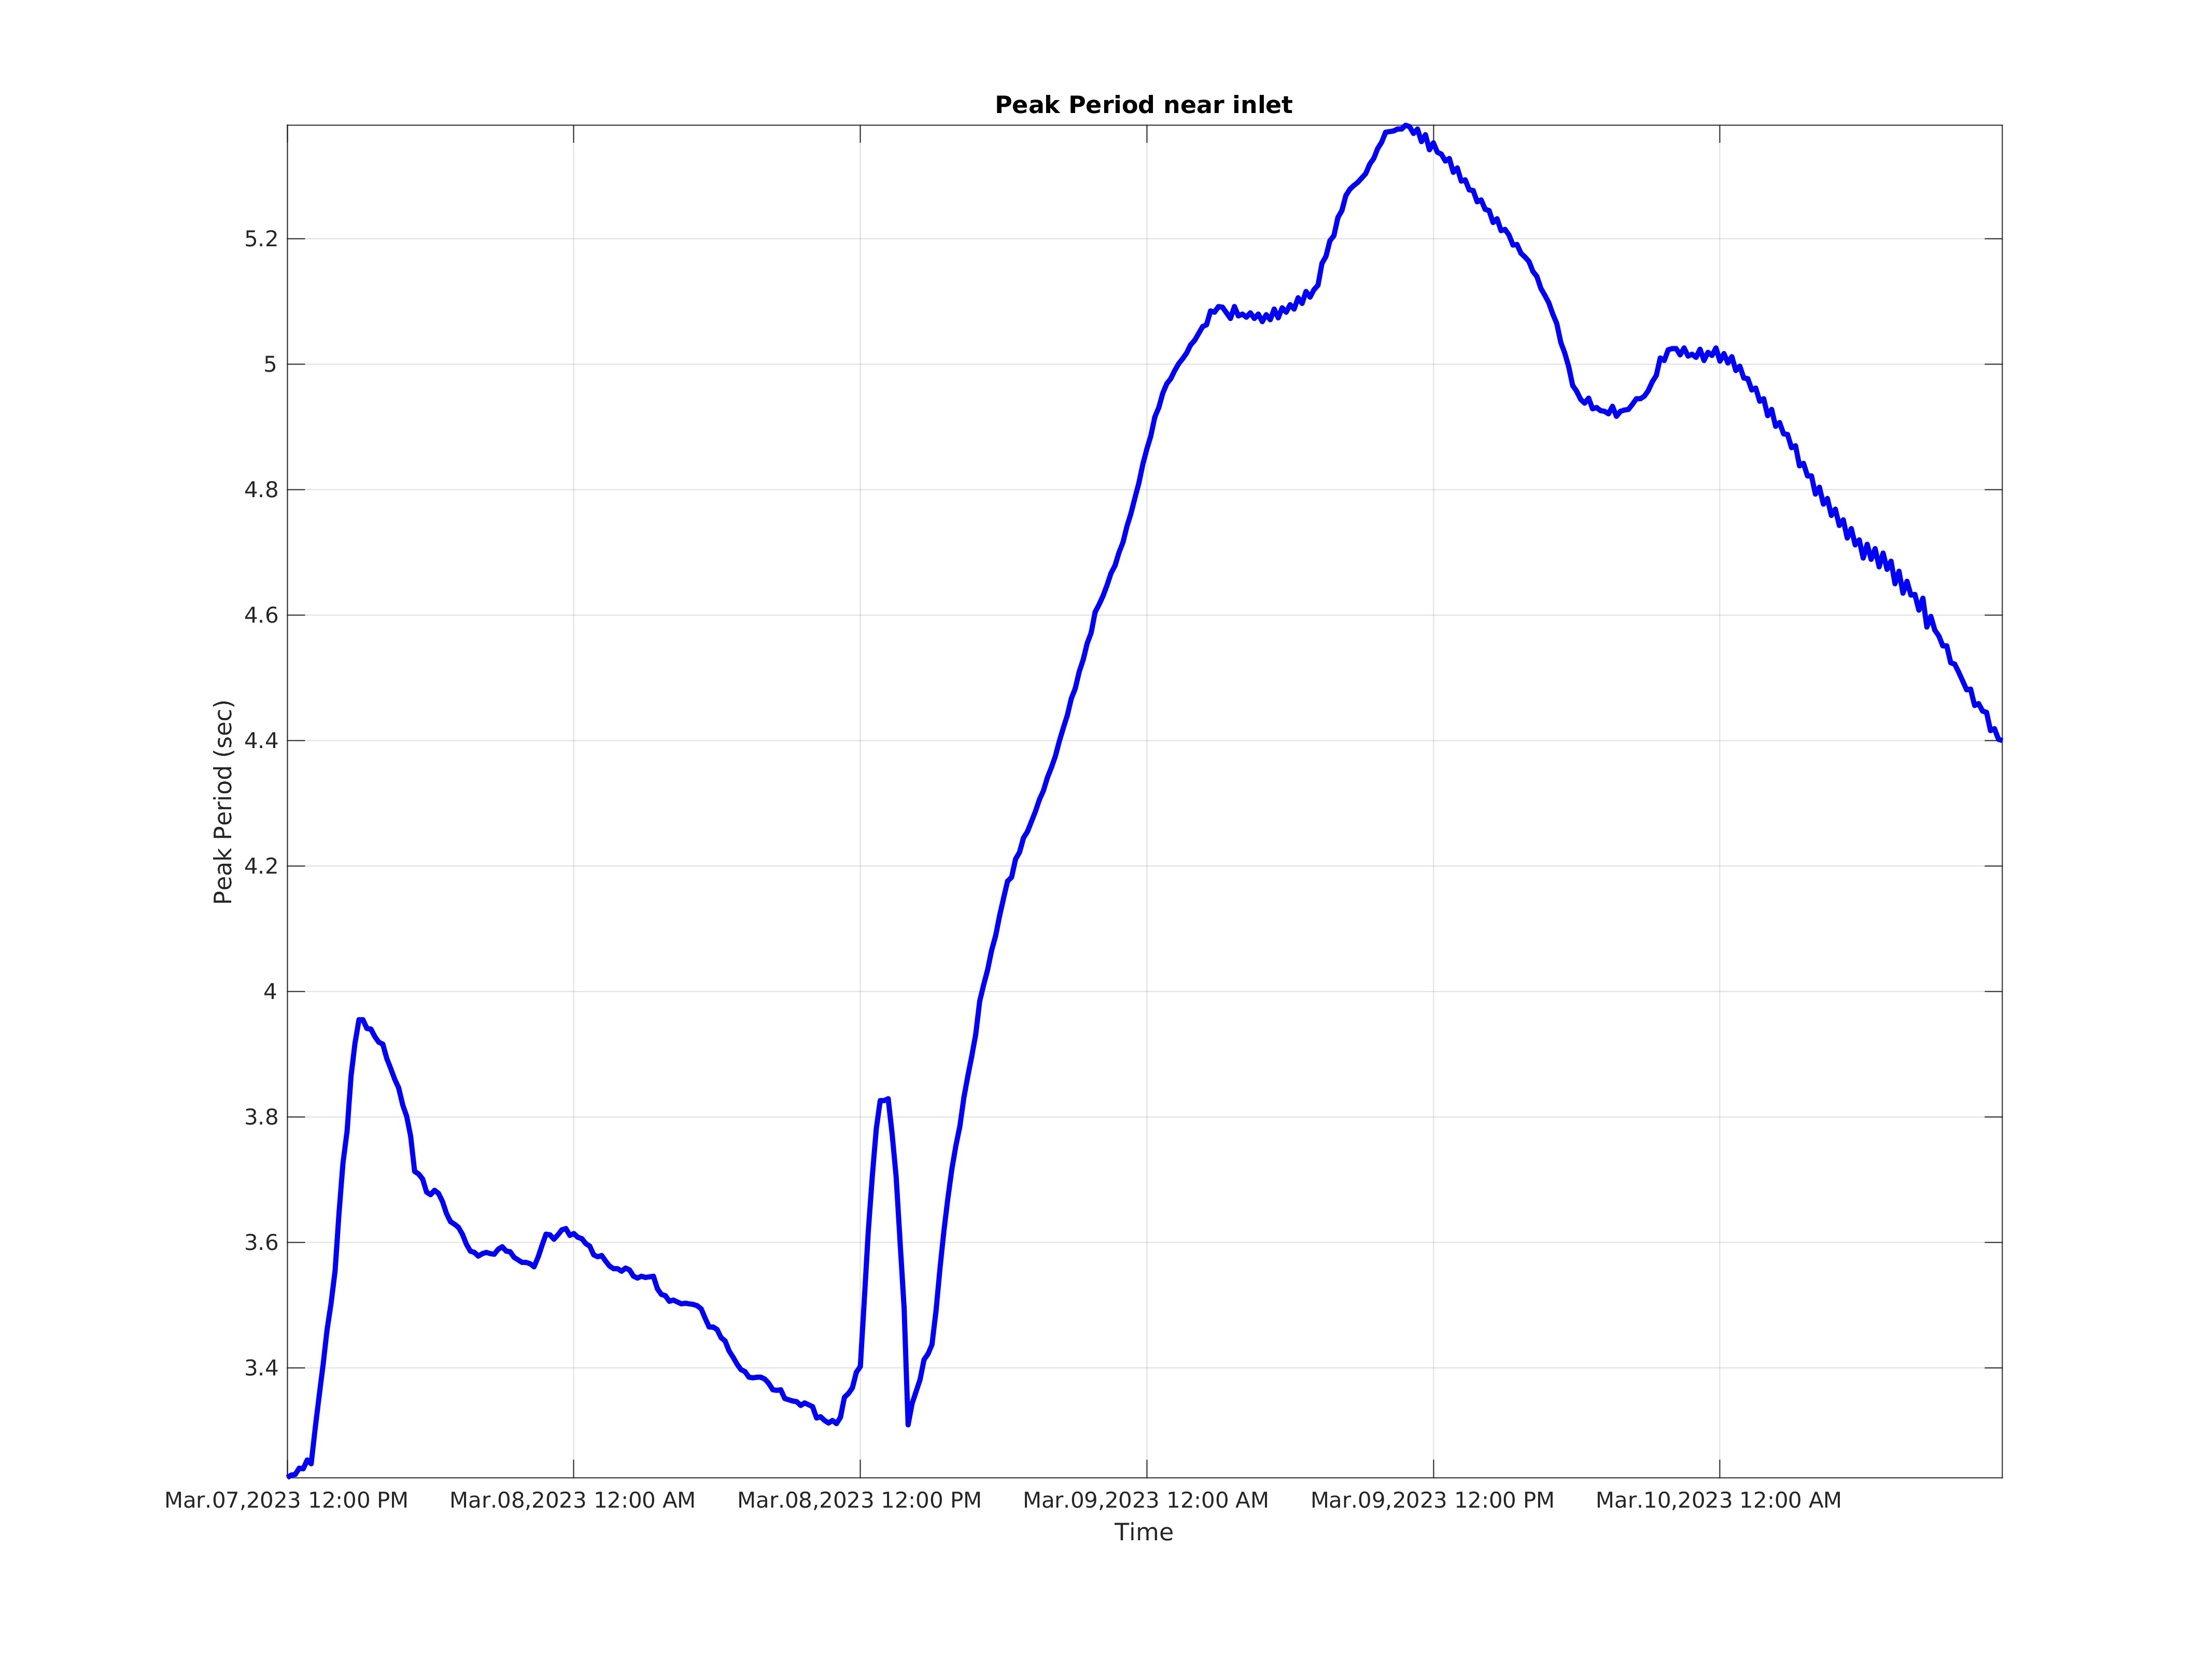 Peak Period near inlet
Peak Period (sec)
5.2
5
4.8
4.6
4.4
4.2
4
3.8
3.6
3.4
Mar.07,2023 12:00 PM
Mar.08,2023 12:00 AM
Mar.08,2023 12:00 PM
Mar.09,2023 12:00 AM
Mar.09,2023 12:00 PM
Mar.10,2023 12:00 AM
Time